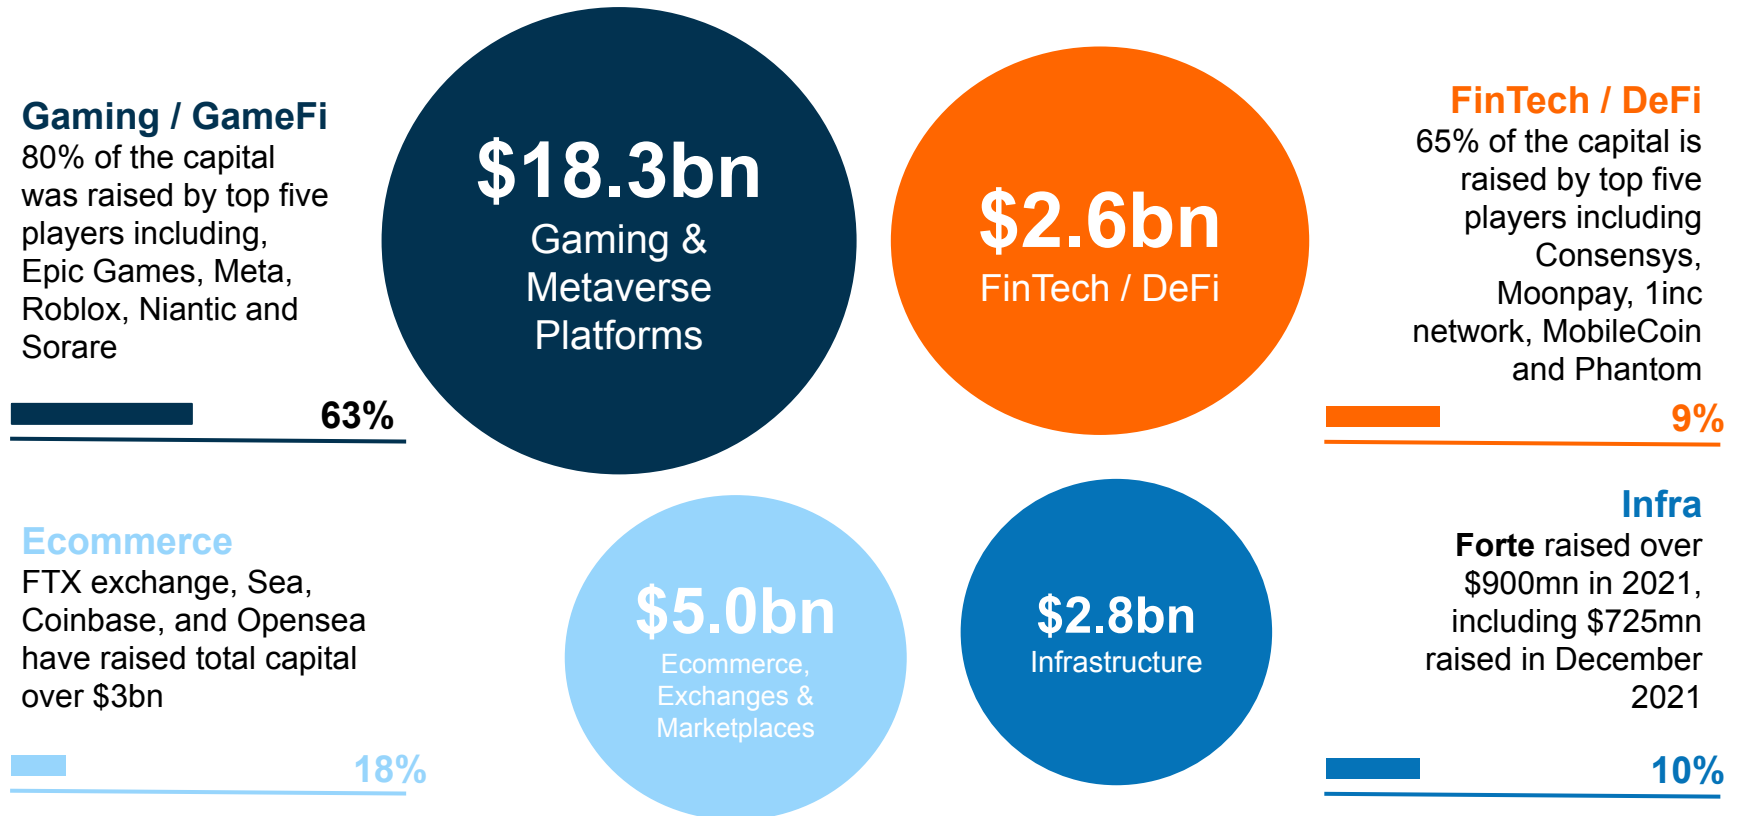 Gaming / GameFi
80% of the capital
was raised by top five
players including,
Epic Games, Meta,
Roblox, Niantic and
Sorare
63%
$18.3bn
Gaming &
Metaverse
Platforms
$2.6bn
FinTech / DeFi
FinTech / DeFi
65% of the capital is
raised by top five
players including
Consensys,
Moonpay, 1inc
network, MobileCoin
and Phantom
9%
Ecommerce
FTX exchange, Sea,
Coinbase, and Opensea
have raised total capital
over $3bn
18%
$5.0bn
Ecommerce,
Exchanges &
Marketplaces
$2.8bn
Infrastructure
Infra
Forte raised over
$900mn in 2021,
including $725mn
raised in December
2021
10%